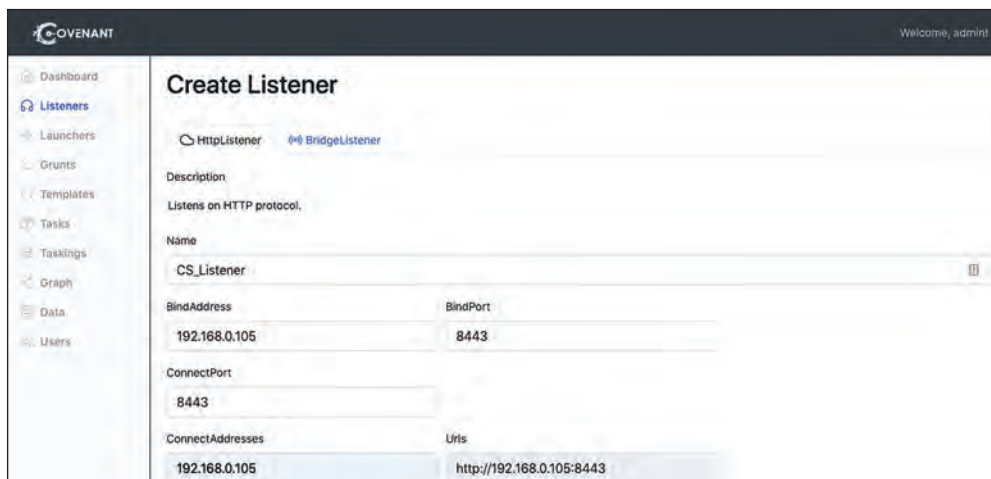 COVENANT
Welcome, admin!
Dashboard
Listeners
Launchers
Grunts
Templates
Tasks
Taskings
Graph
Data
Users
Create Listener
HttpListener BridgeListener
Description
Listens on HTTP protocol.
Name
CS_Listener
BindAddress BindPort
192.168.0.105 8443
ConnectPort
8443
ConnectAddresses Urls
192.168.0.105 http://192.168.0.105:8443